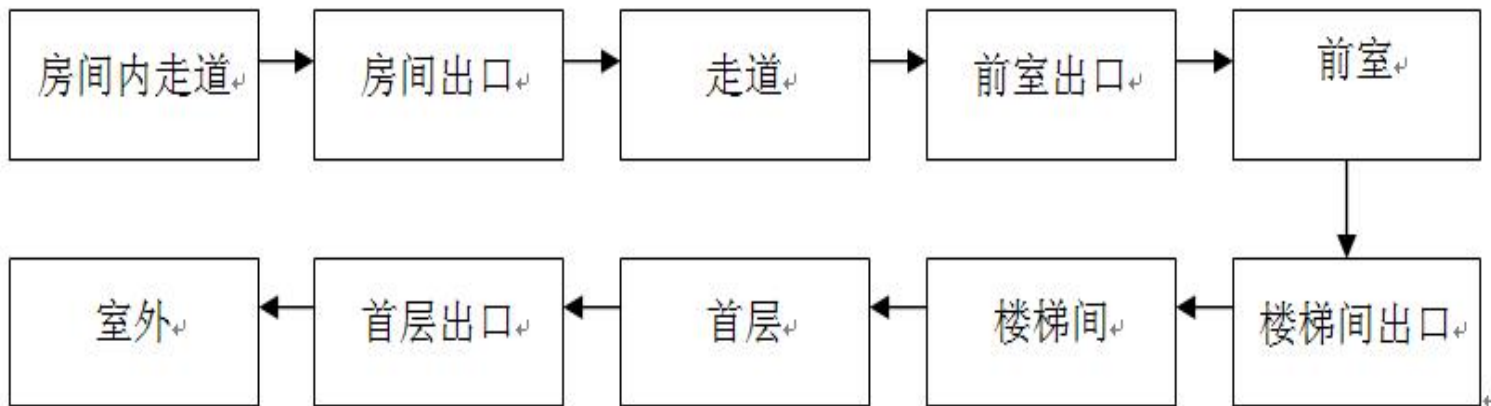 房间内走道
房间出口
走道
前室出口
前室
楼梯间出口
楼梯间
首层
首层出口
室外